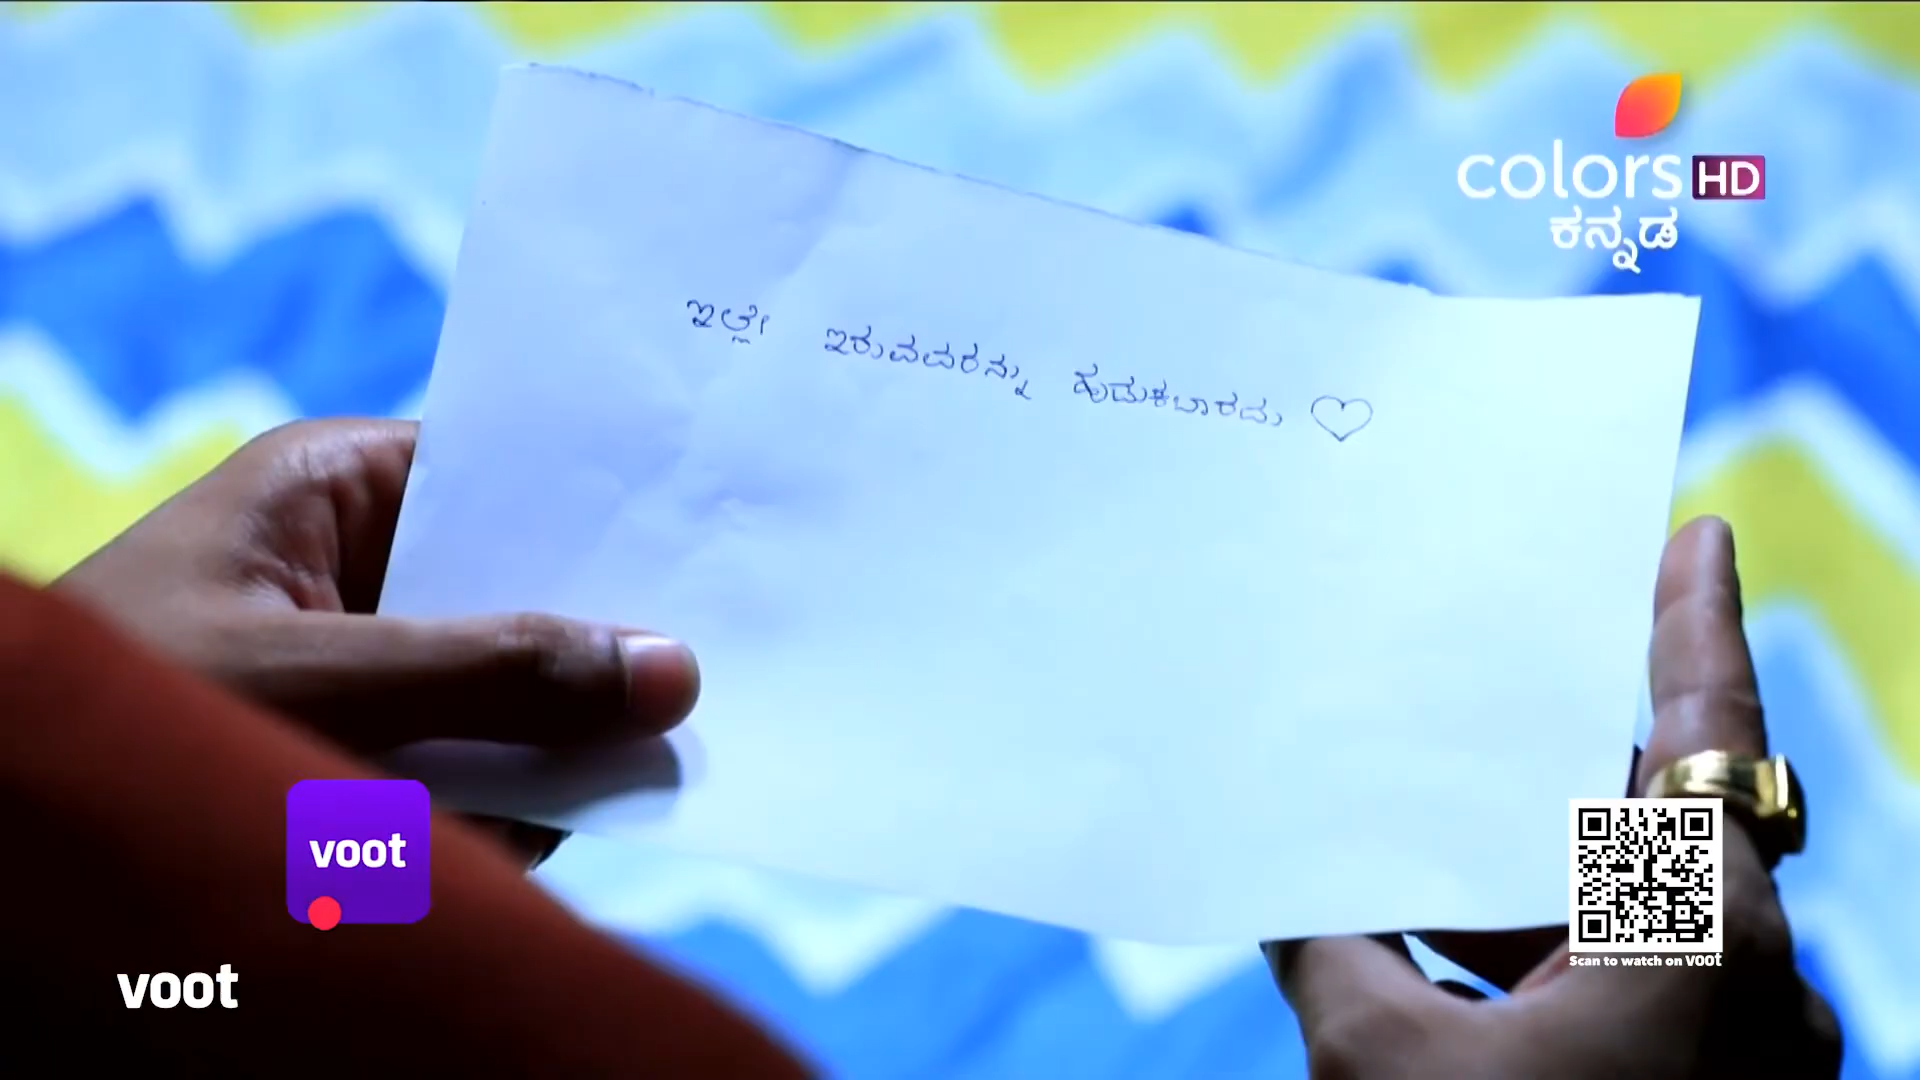 colors HD
ಕನ್ನಡ
ಇಲ್ಲೇ ಇರುವವರನ್ನು ಹುಡುಕಬಾರದು
voot
voot
Scan to watch on VOOT